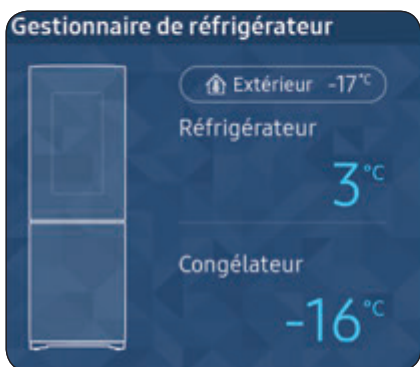 Gestionnaire de réfrigérateur
Extérieur -17°C
Réfrigérateur
3°C
Congélateur
-16°C